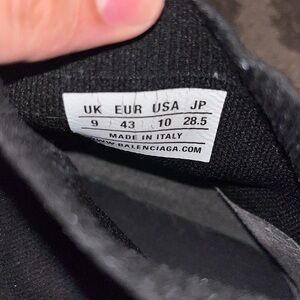 UK EUR USA JP
9 43 10 28.5
MADE IN ITALY
WWW.BALENCIAGA.COM